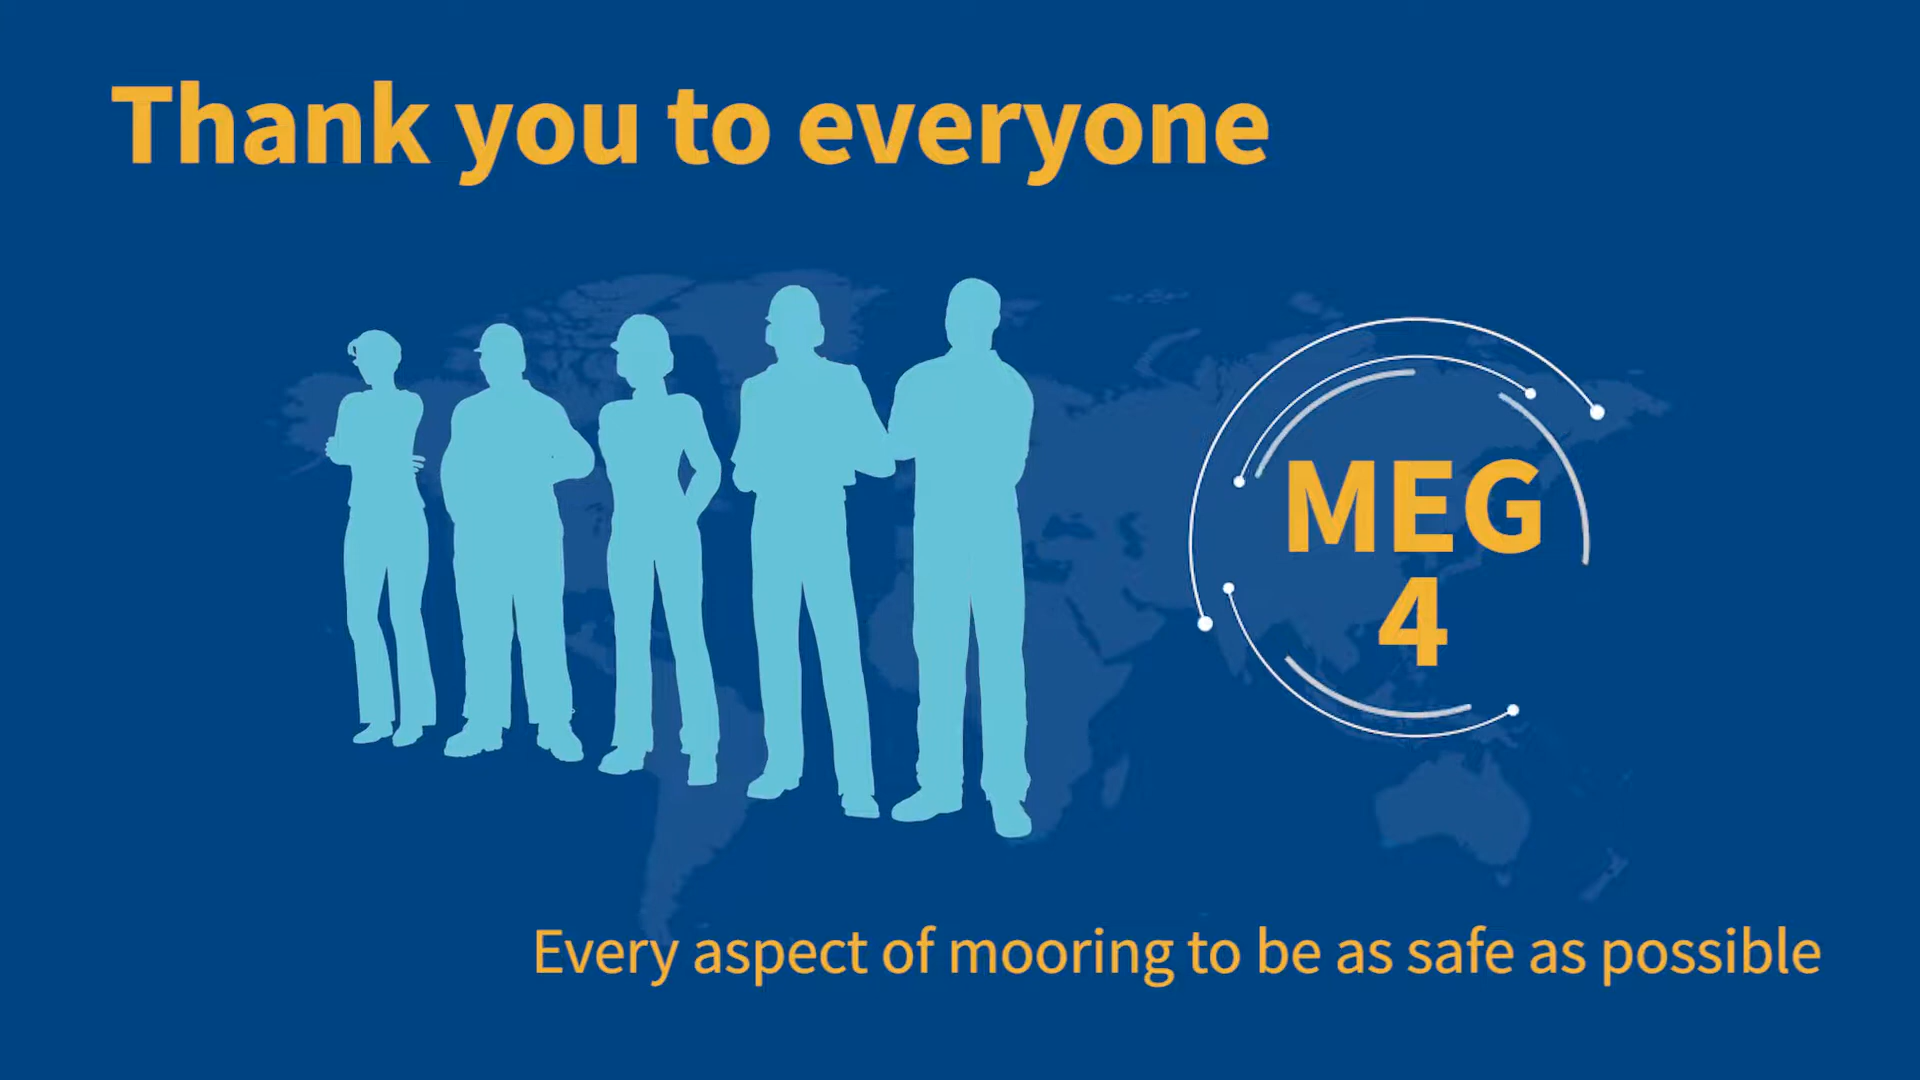 Thank you to everyone
MEG
4
Every aspect of mooring to be as safe as possible